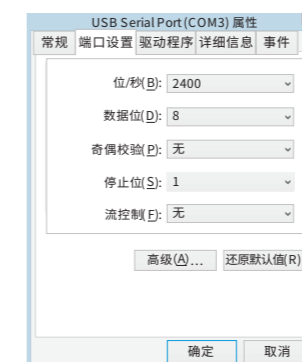 USB Serial Port (COM3) 属性
常规 端口设置 驱动程序 详细信息 事件
位/秒(B): 2400
数据位(D): 8
奇偶校验(P): 无
停止位(S): 1
流控制(F): 无
高级(A)... 还原默认值(R)
确定 取消